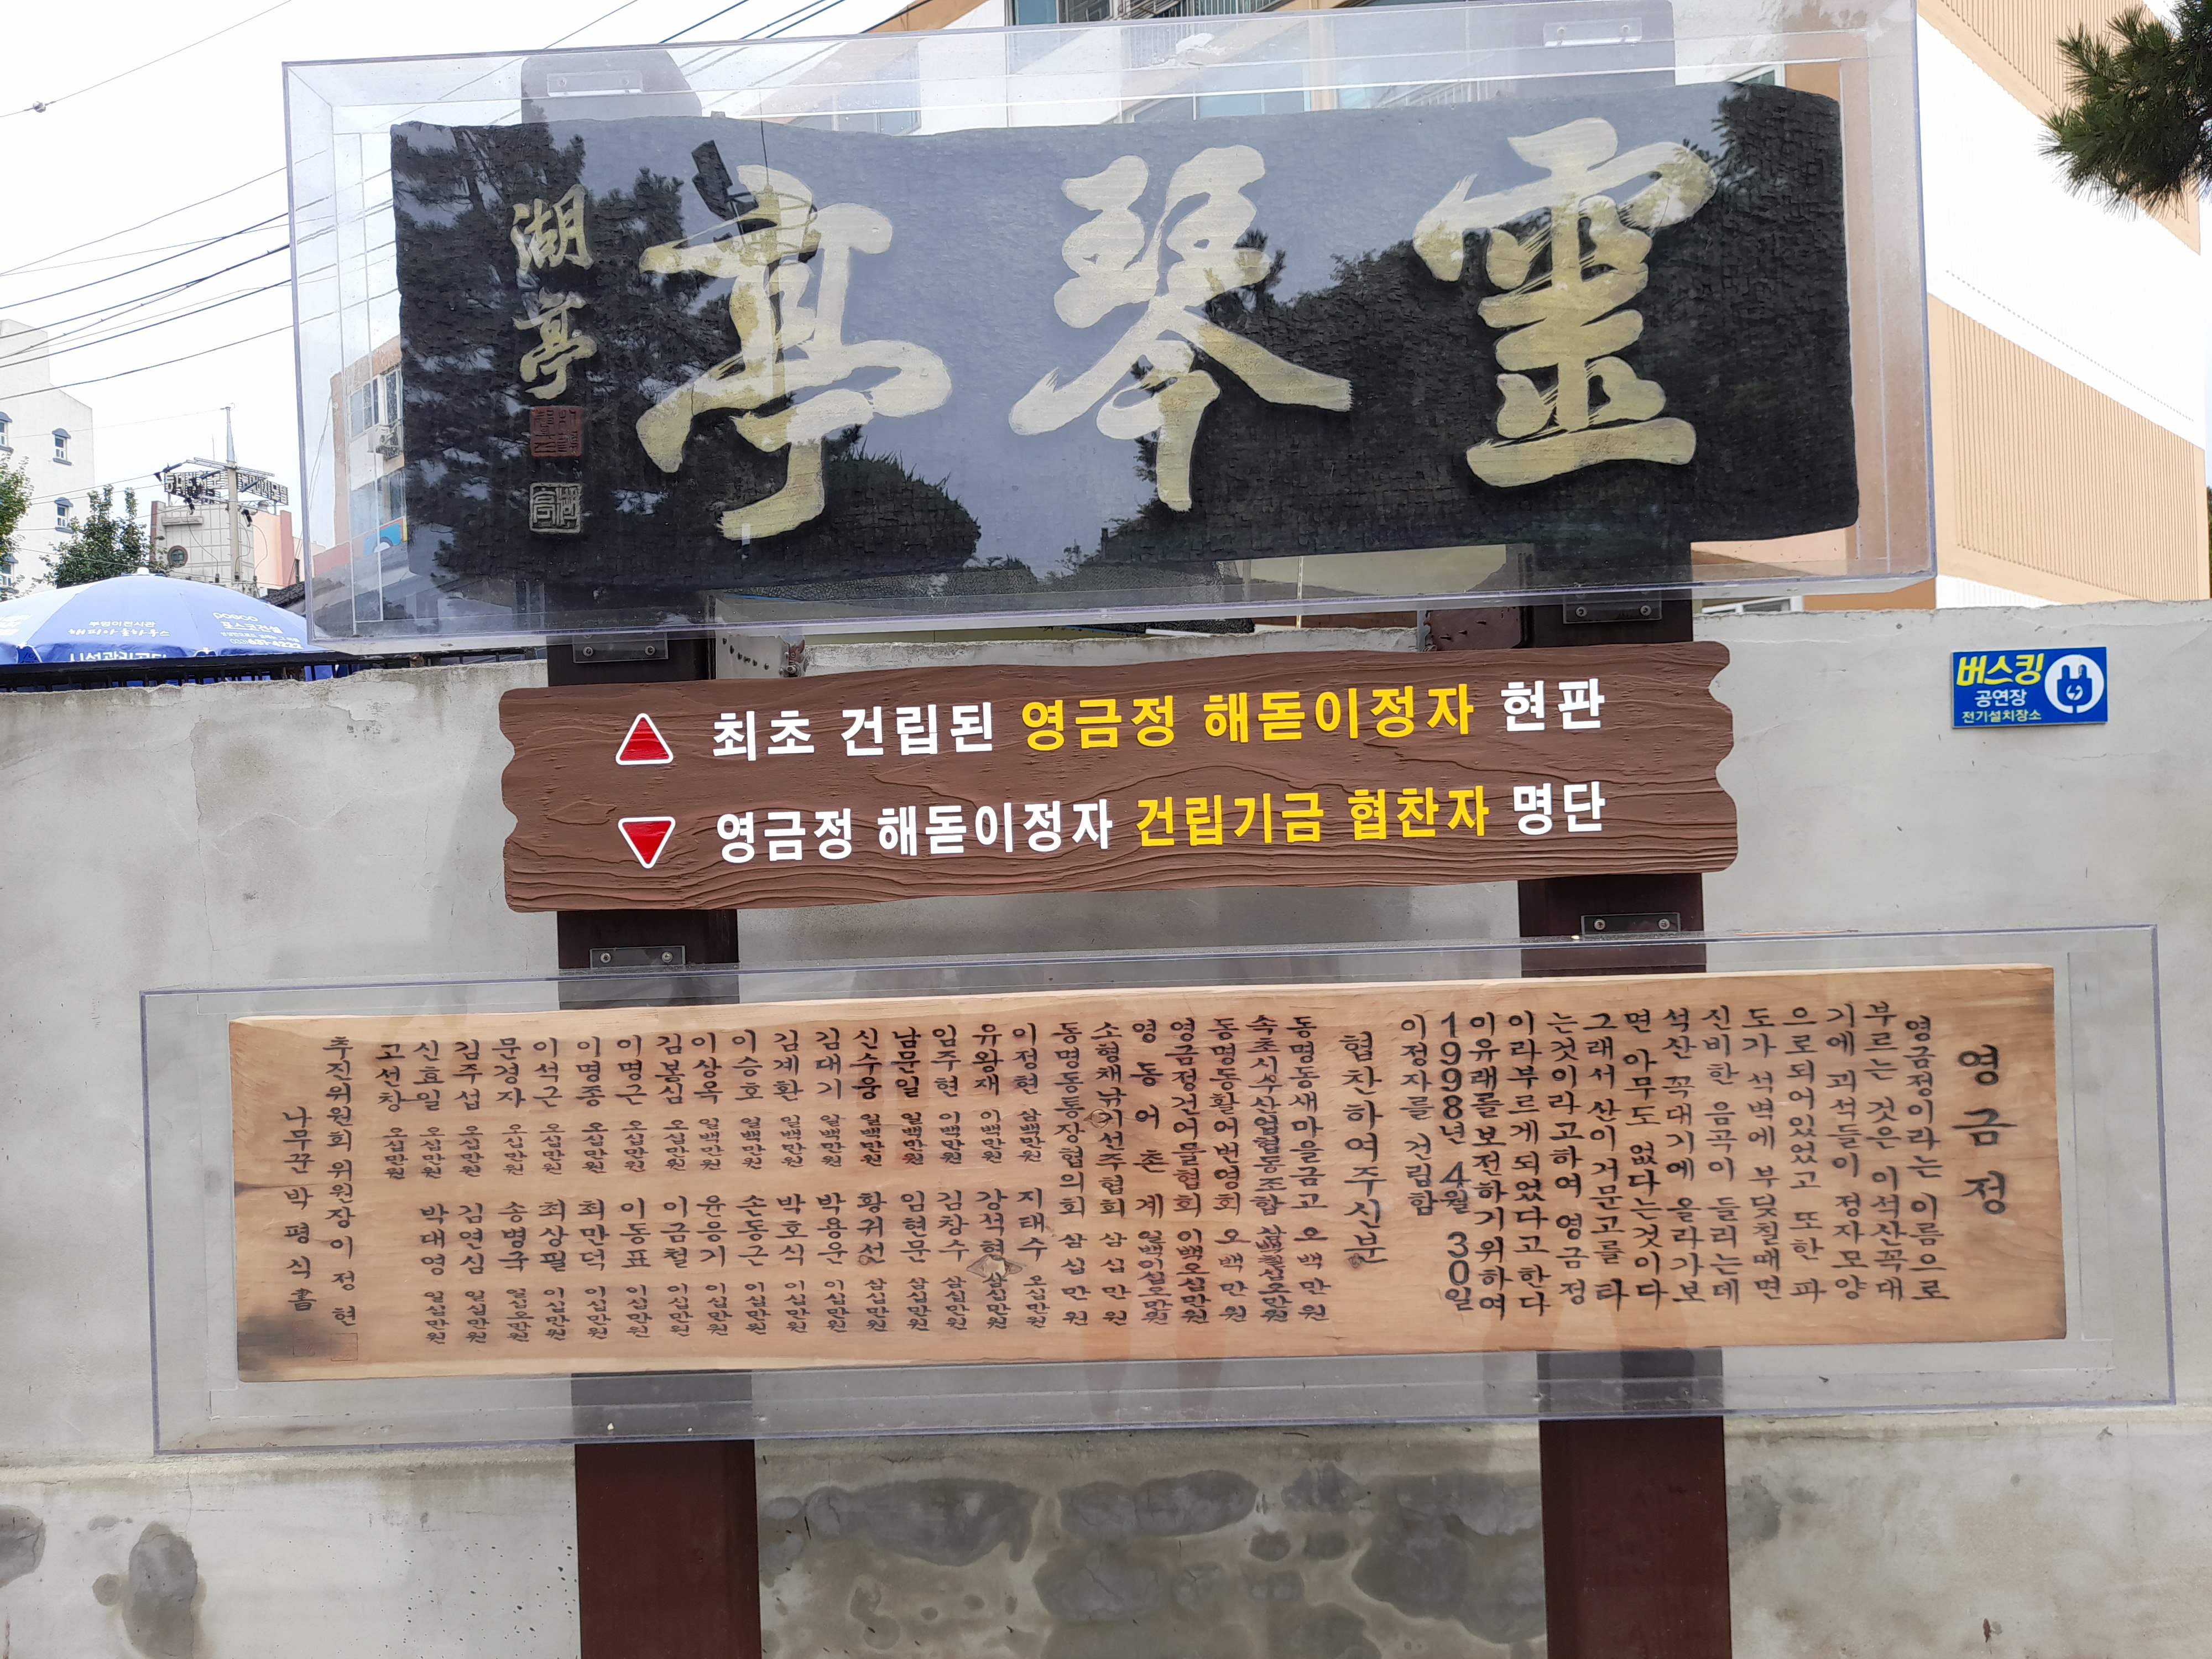 靈琴亭
湖亭
최초 건립된 영금정 해돋이정자 현판
영금정 해돋이정자 건립기금 협찬자 명단
버스킹
공연장
전기설치장소
posco
포스코건설
영금정
영금정이라는 이름으로
부르는 것은 이석산꼭대
기에 괴석들이 정자모양
으로되어있었고 또한 파
도가 석벽에 부딪칠때면
신비한 음곡이 들리는데
석산 꼭대기에 올라가보
면 아무도 없다는것이다
그래서 산이 거문고를 타
는것이라고하여 영금정
이라부르게되었다고한다
이유래를보전하기위하여
1998년 4월 30일
이정자를 건립함
협찬하여주신분
동명동새마을금고 오백만원
속초시수산업협동조합
동명동활어번영회 오백만원
영금정건어물협회 이백오십만원
영동어촌계 일백이십오만원
소형채낚기선주협회 삼십만원
동명동통장협의회 삼십만원
이정현 삼백만원 지태수 오십만원
유왕재 이백만원 강석현 삼십만원
임주현 이백만원 김창수 삼십만원
남문일 일백만원 임현문 삼십만원
신수웅 일백만원 황귀선 삼십만원
김대기 일백만원 박용운 이십만원
김계환 일백만원 박호식 이십만원
이승호 일백만원 손동근 이십만원
이상옥 일백만원 윤응기 이십만원
김복심 오십만원 이금철 이십만원
이명근 오십만원 이동표 이십만원
이명종 오십만원 최만덕 이십만원
이석근 오십만원 최상필 이십만원
문경자 오십만원 송병국 일십만원
김주섭 오십만원 김연심 일십만원
신효일 오십만원 박대영 일십만원
고선창 오십만원
추진위원회위원장이정현
나무꾼 박평식書